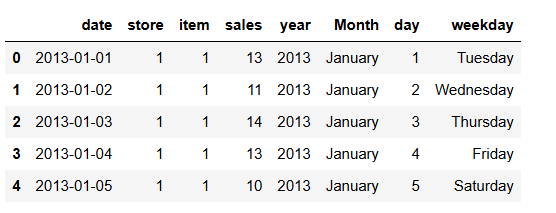 date store item sales year Month day weekday
0 2013-01-01 1 1 13 2013 January 1 Tuesday
1 2013-01-02 1 1 11 2013 January 2 Wednesday
2 2013-01-03 1 1 14 2013 January 3 Thursday
3 2013-01-04 1 1 13 2013 January 4 Friday
4 2013-01-05 1 1 10 2013 January 5 Saturday